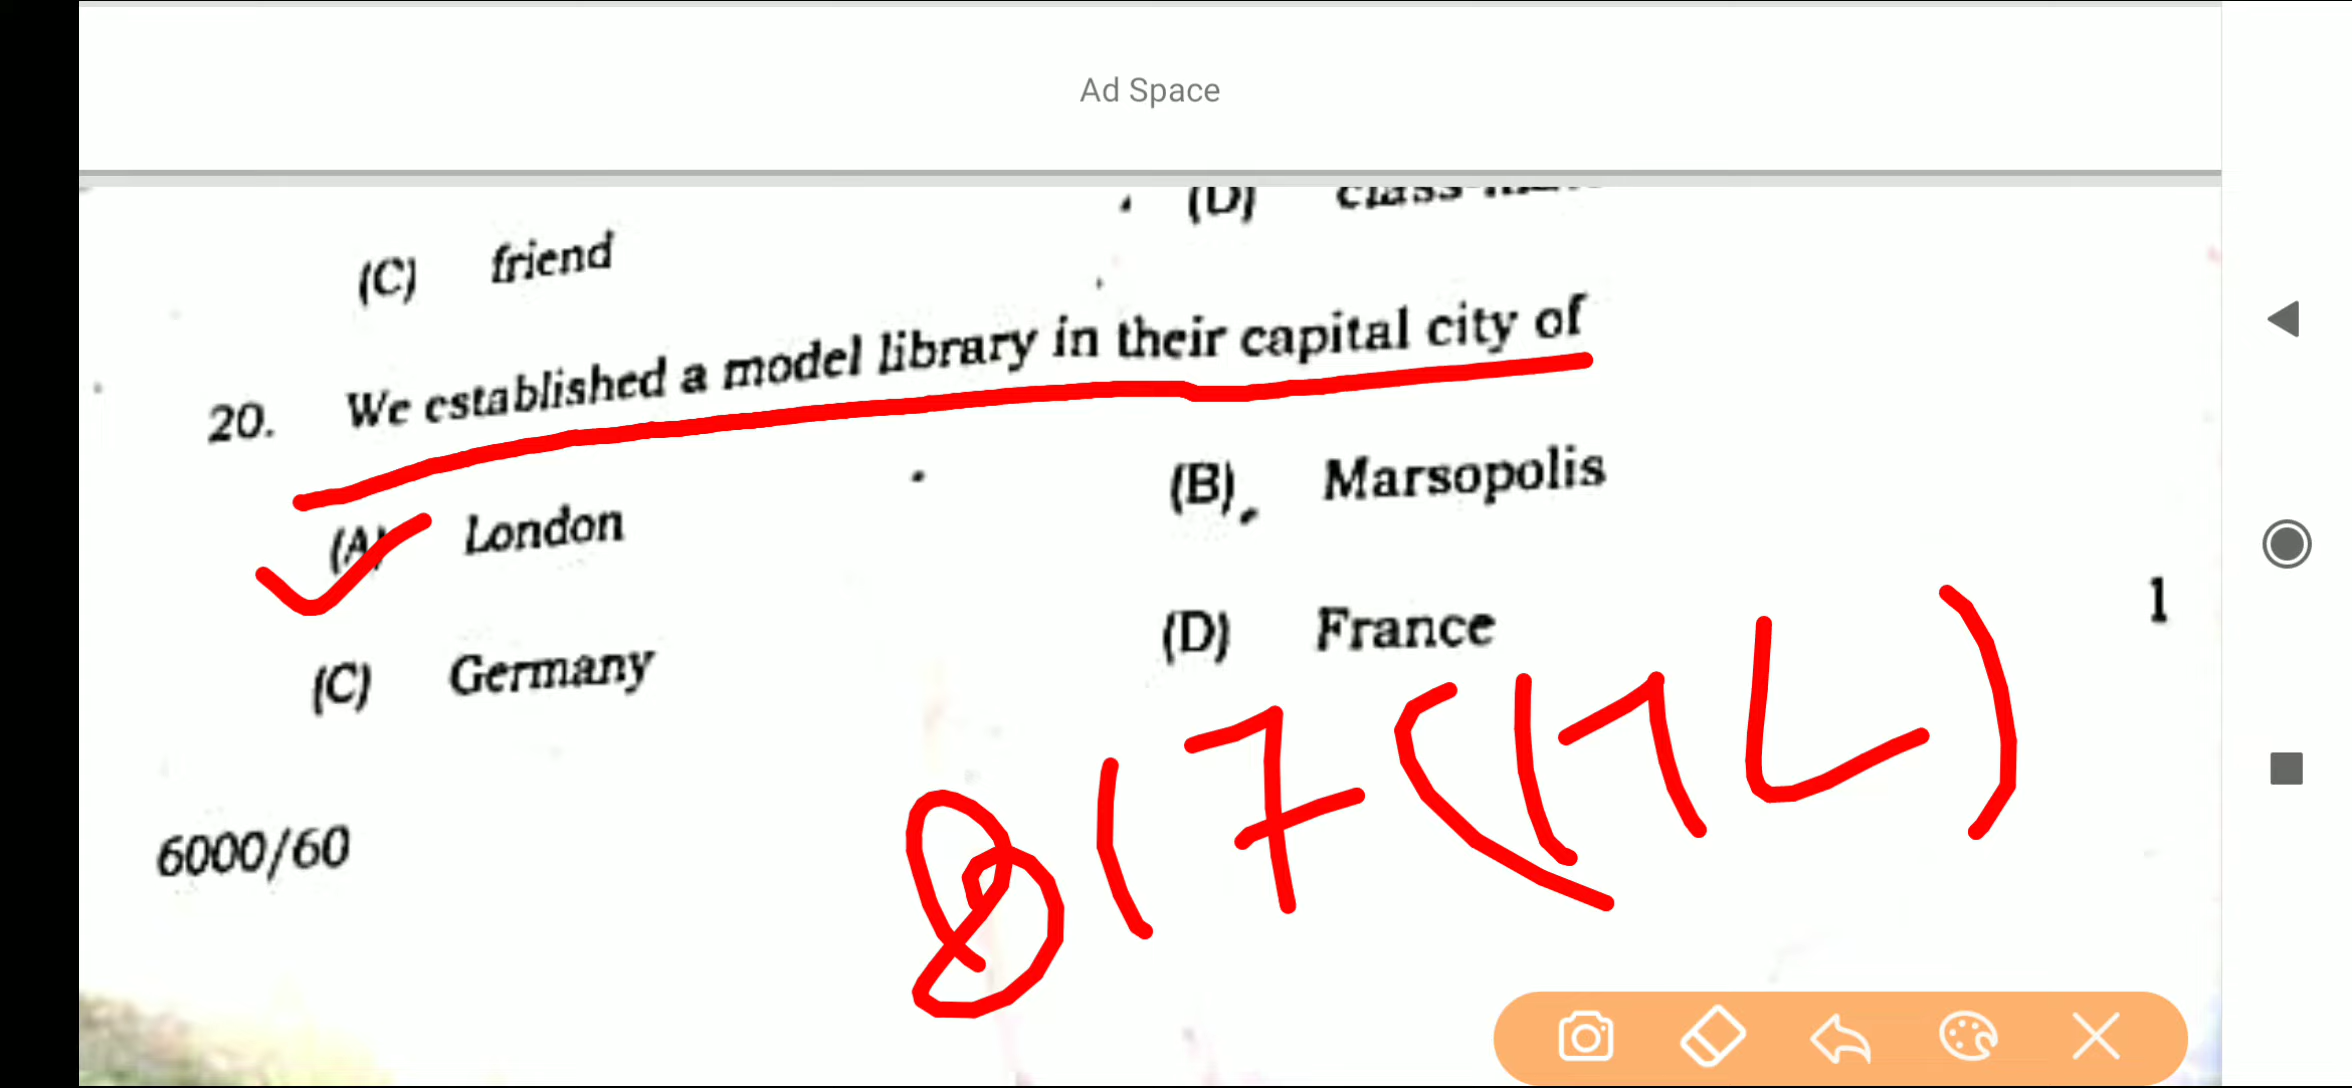 Ad Space
(D)
(C) friend
20. We established a model library in their capital city of
(A) London (B) Marsopolis
(C) Germany (D) France 1
6000/60